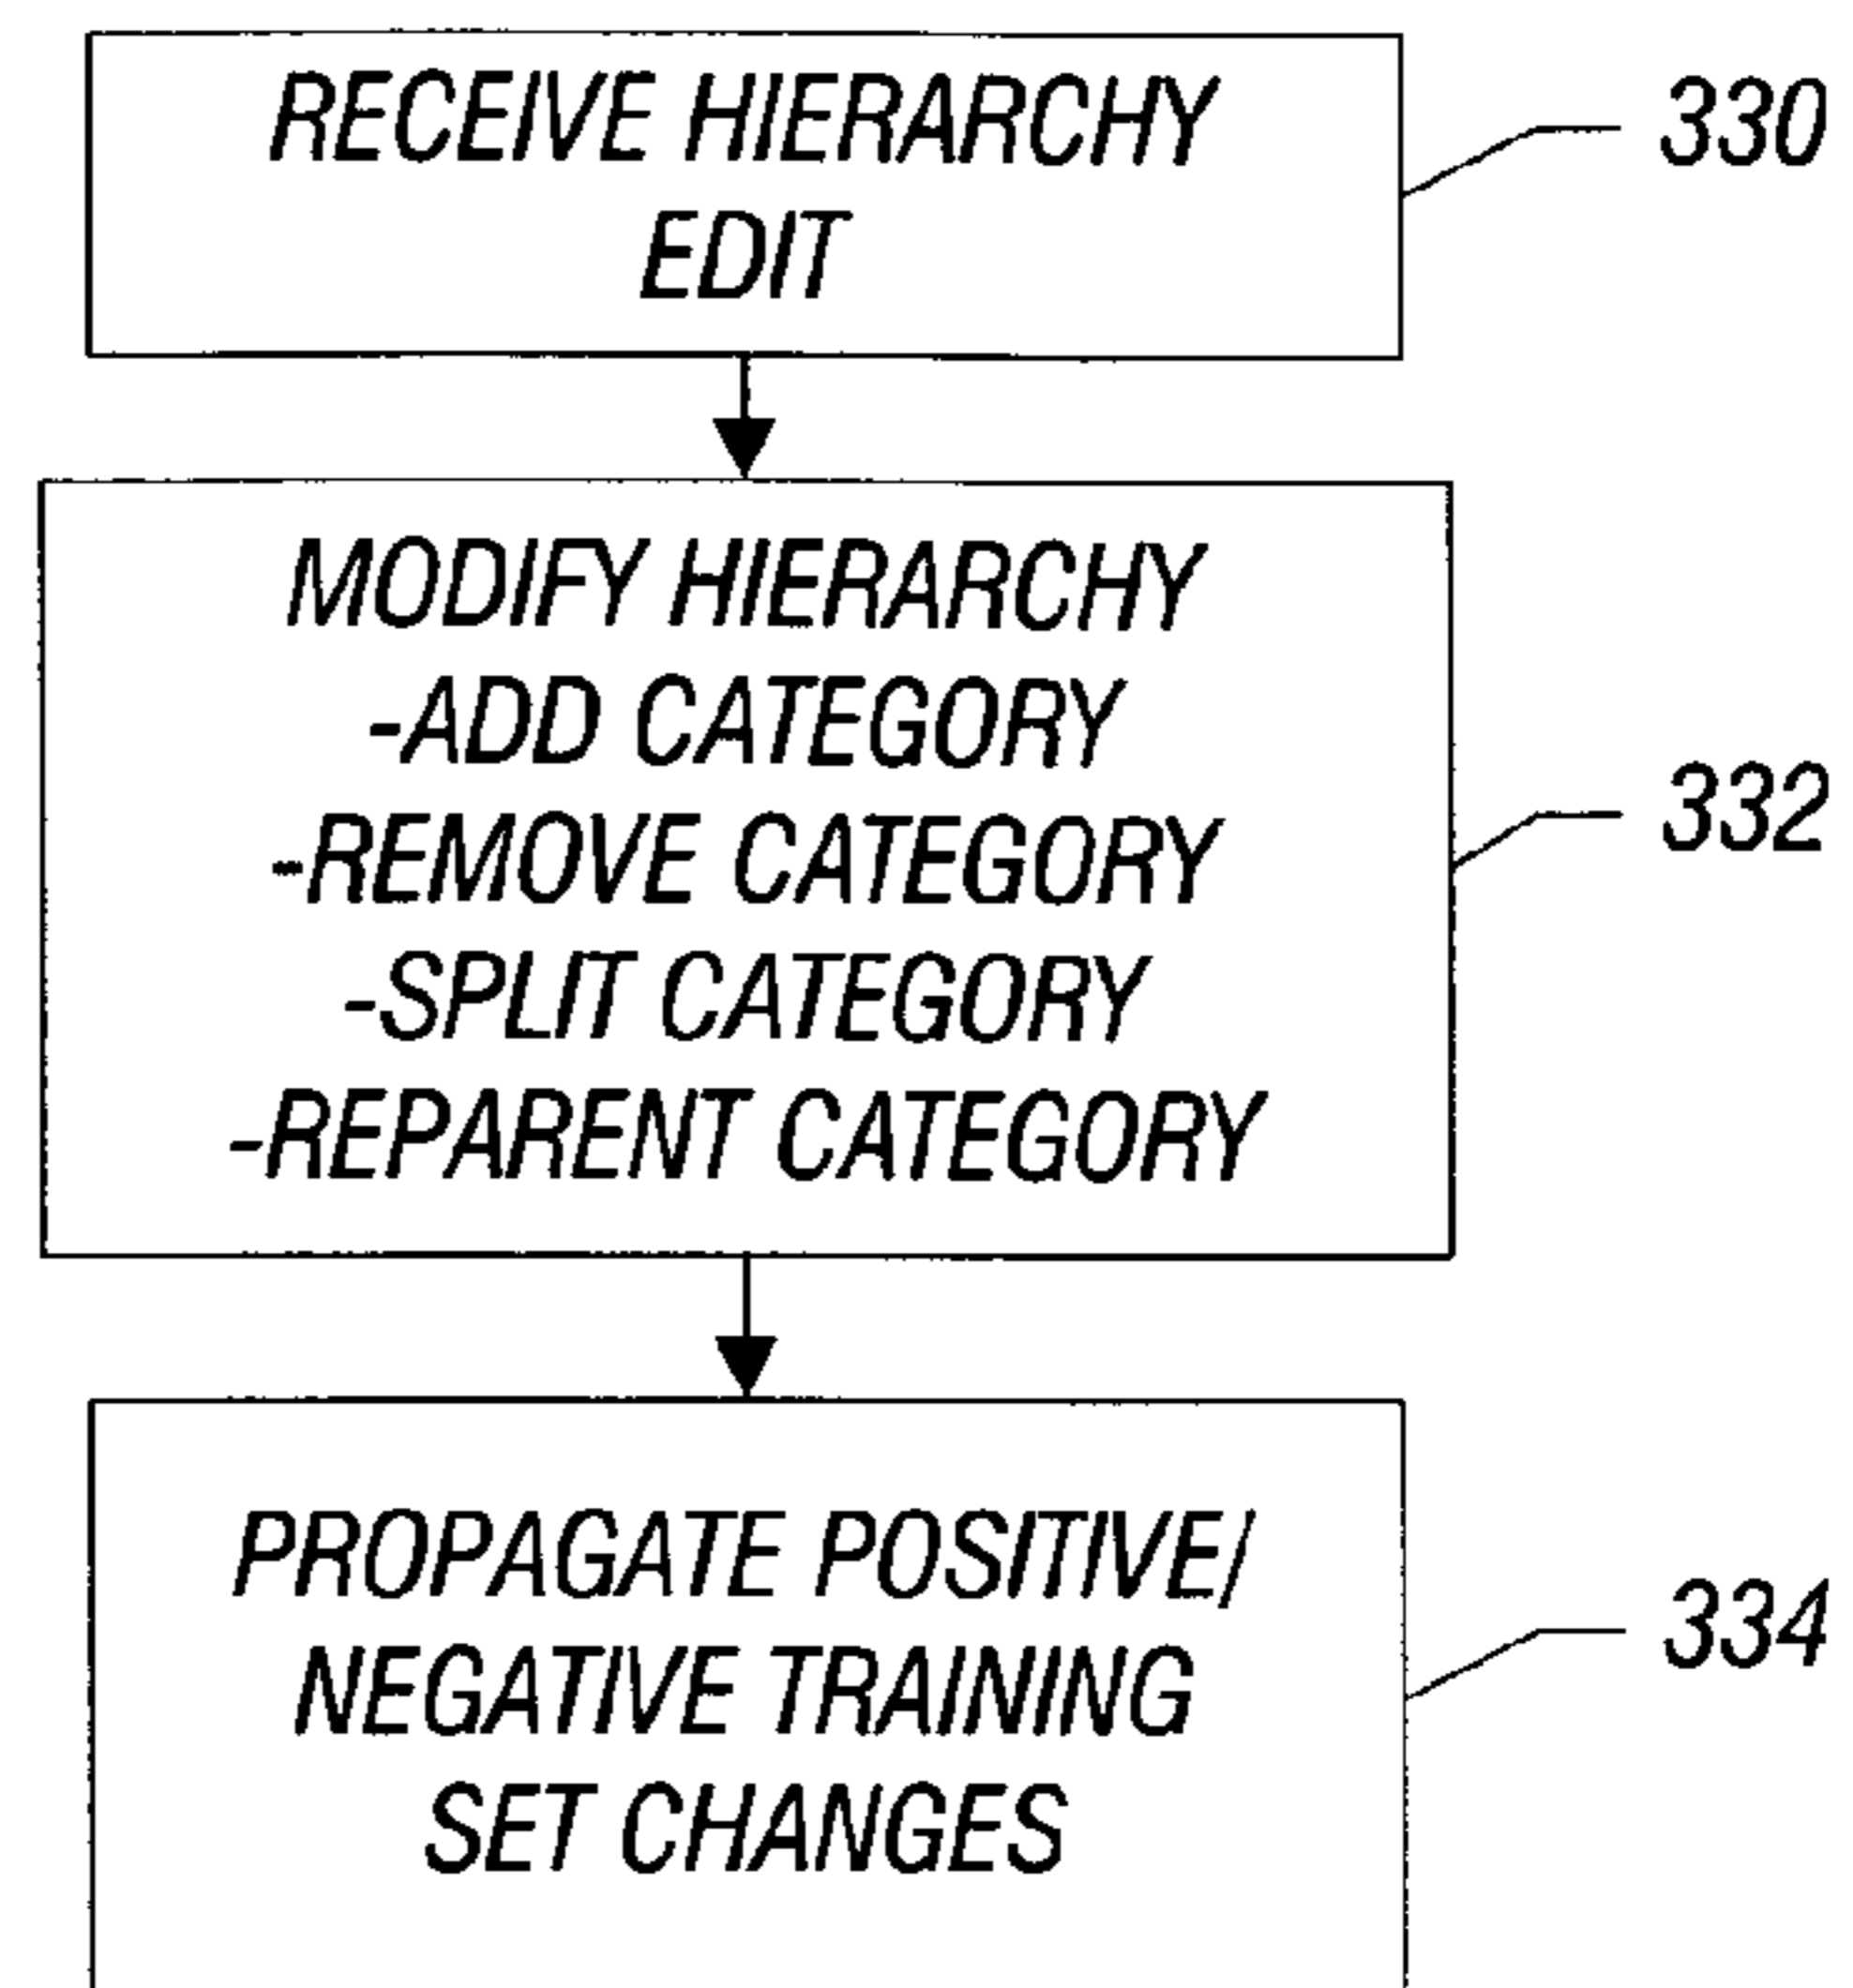 RECEIVE HIERARCHY
EDIT
330
MODIFY HIERARCHY
-ADD CATEGORY
-REMOVE CATEGORY
-SPLIT CATEGORY
-REPARENT CATEGORY
332
PROPAGATE POSITIVE/
NEGATIVE TRAINING
SET CHANGES
334